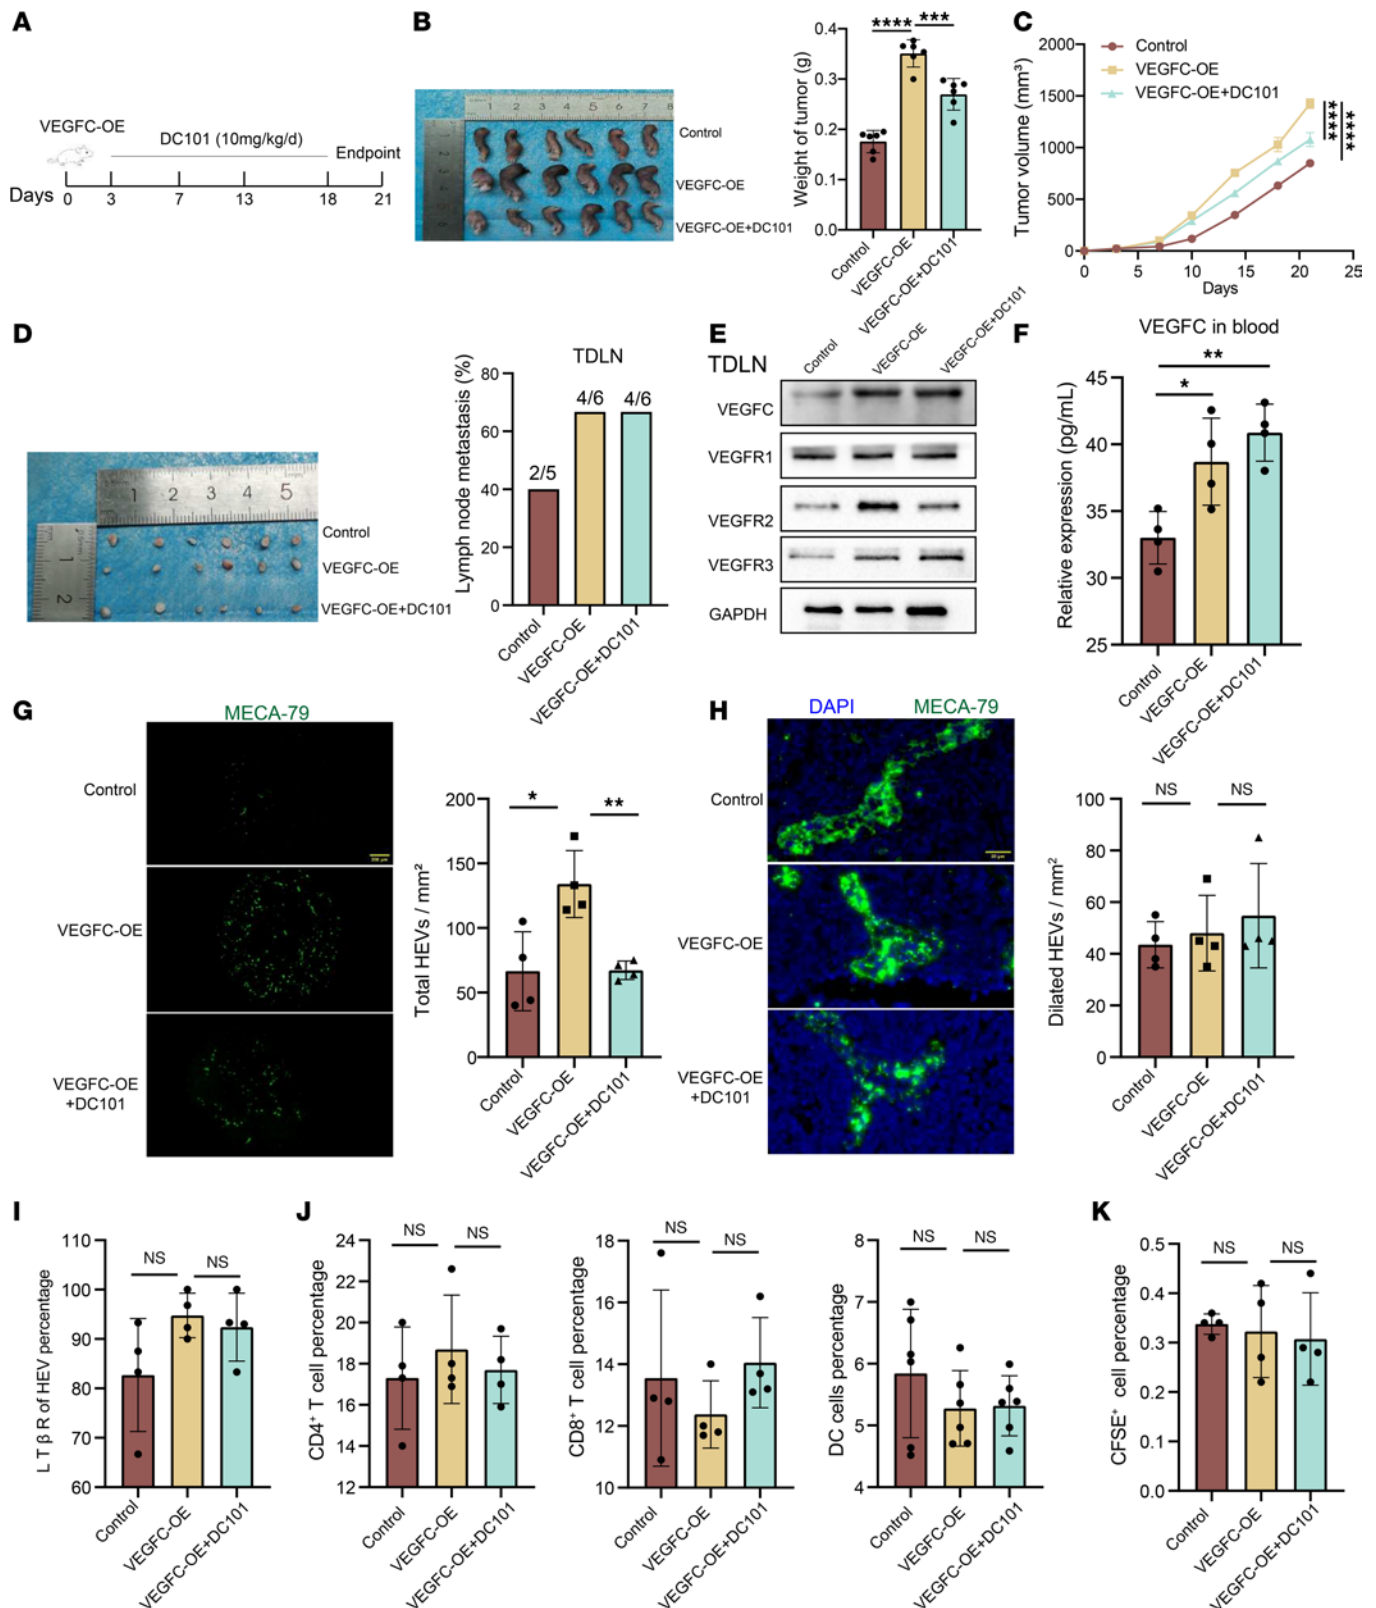 A
VEGFC-OE
DC101 (10mg/kg/d)
Endpoint
Days
0 3 7 13 18 21
B
Control
VEGFC-OE
VEGFC-OE+DC101
1 2 3 4 5 6 7 8
**** ***
Weight of tumor (g)
0.4
0.3
0.2
0.1
0.0
Control
VEGFC-OE
VEGFC-OE+DC101
C
Control
VEGFC-OE
VEGFC-OE+DC101
Tumor volume (mm³)
2000
1500
1000
500
0
0 5 10 15 20 25
Days
****
****
D
1 2 3 4 5
1
2
Control
VEGFC-OE
VEGFC-OE+DC101
TDLN
Lymph node metastasis (%)
80
60
40
20
0
2/5
4/6
4/6
Control
VEGFC-OE
VEGFC-OE+DC101
E
TDLN
Control
VEGFC-OE
VEGFC-OE+DC101
VEGFC
VEGFR1
VEGFR2
VEGFR3
GAPDH
F
VEGFC in blood
**
*
Relative expression (pg/mL)
45
40
35
30
25
Control
VEGFC-OE
VEGFC-OE+DC101
G
MECA-79
Control
VEGFC-OE
VEGFC-OE
+DC101
* **
Total HEVs / mm²
200
150
100
50
0
Control
VEGFC-OE
VEGFC-OE+DC101
H
DAPI MECA-79
Control
VEGFC-OE
VEGFC-OE
+DC101
NS NS
Dilated HEVs / mm²
100
80
60
40
20
0
Control
VEGFC-OE
VEGFC-OE+DC101
I
NS NS
L T β R of HEV percentage
110
100
90
80
70
60
Control
VEGFC-OE
VEGFC-OE+DC101
J
NS NS
CD4⁺ T cell percentage
24
22
20
18
16
14
12
Control
VEGFC-OE
VEGFC-OE+DC101
NS NS
CD8⁺ T cell percentage
18
16
14
12
10
Control
VEGFC-OE
VEGFC-OE+DC101
NS NS
DC cells percentage
8
7
6
5
4
Control
VEGFC-OE
VEGFC-OE+DC101
K
NS NS
CFSE⁺ cell percentage
0.5
0.4
0.3
0.2
0.1
0.0
Control
VEGFC-OE
VEGFC-OE+DC101